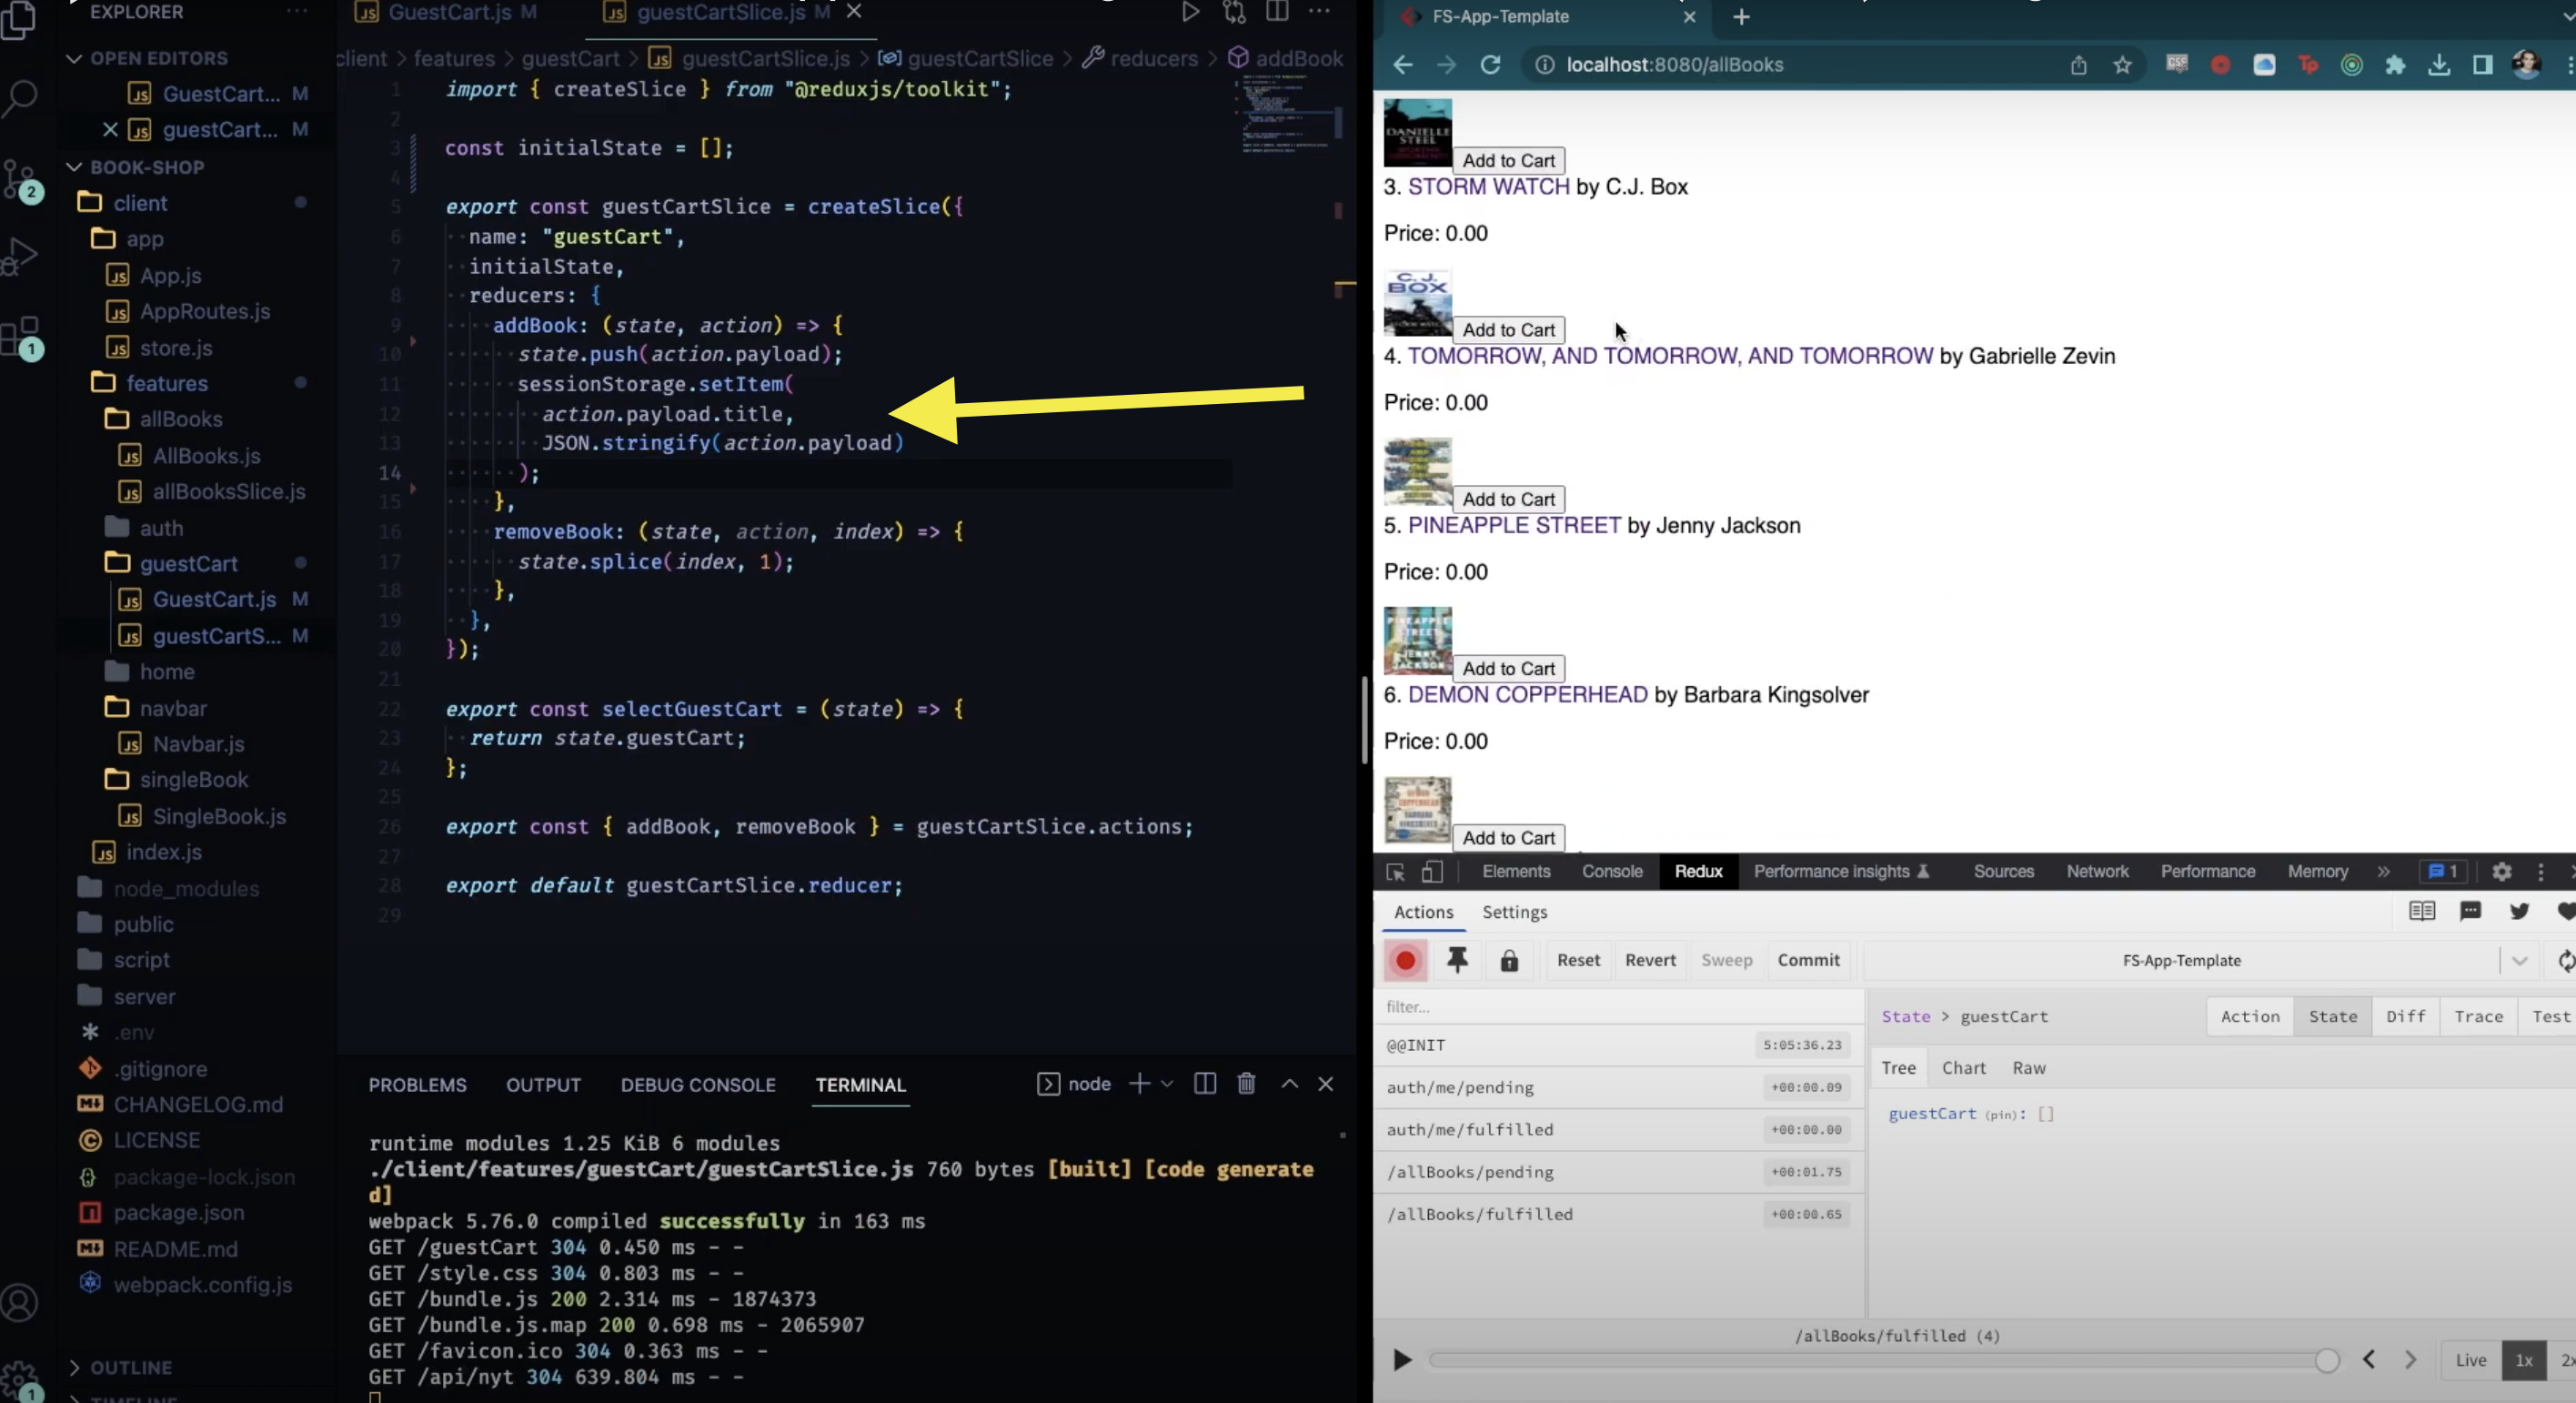 EXPLORER
GuestCart.js M
guestCartSlice.js M
OPEN EDITORS
GuestCart... M
guestCart... M
BOOK-SHOP
client
app
App.js
AppRoutes.js
store.js
features
allBooks
AllBooks.js
allBooksSlice.js
auth
guestCart
GuestCart.js M
guestCartS... M
home
navbar
Navbar.js
singleBook
SingleBook.js
index.js
node_modules
public
script
server
.env
.gitignore
CHANGELOG.md
LICENSE
package-lock.json
package.json
README.md
webpack.config.js
OUTLINE
TIMELINE
2
1
1
client > features > guestCart > guestCartSlice.js > guestCartSlice > reducers > addBook
1 import { createSlice } from "@reduxjs/toolkit";
2
3 const initialState = [];
4
5 export const guestCartSlice = createSlice({
6 name: "guestCart",
7 initialState,
8 reducers: {
9 addBook: (state, action) => {
10 state.push(action.payload);
11 sessionStorage.setItem(
12 action.payload.title,
13 JSON.stringify(action.payload)
14 );
15 },
16 removeBook: (state, action, index) => {
17 state.splice(index, 1);
18 },
19 },
20 });
21
22 export const selectGuestCart = (state) => {
23 return state.guestCart;
24 };
25
26 export const { addBook, removeBook } = guestCartSlice.actions;
27
28 export default guestCartSlice.reducer;
29
PROBLEMS OUTPUT DEBUG CONSOLE TERMINAL node
runtime modules 1.25 KiB 6 modules
./client/features/guestCart/guestCartSlice.js 760 bytes [built] [code generate
d]
webpack 5.76.0 compiled successfully in 163 ms
GET /guestCart 304 0.450 ms - -
GET /style.css 304 0.803 ms - -
GET /bundle.js 200 2.314 ms - 1874373
GET /bundle.js.map 200 0.698 ms - 2065907
GET /favicon.ico 304 0.363 ms - -
GET /api/nyt 304 639.804 ms - -
FS-App-Template
localhost:8080/allBooks
DANIELLE
STEEL
Add to Cart
3. STORM WATCH by C.J. Box
Price: 0.00
C. J.
BOX
Add to Cart
4. TOMORROW, AND TOMORROW, AND TOMORROW by Gabrielle Zevin
Price: 0.00
Add to Cart
5. PINEAPPLE STREET by Jenny Jackson
Price: 0.00
PINEAPPLE
STREET
JENNY
JACKSON
Add to Cart
6. DEMON COPPERHEAD by Barbara Kingsolver
Price: 0.00
DEMON
COPPERHEAD
BARBARA
KINGSOLVER
Add to Cart
Elements Console Redux Performance insights Sources Network Performance Memory 1
Actions Settings
Reset Revert Sweep Commit FS-App-Template
filter...
@@INIT 5:05:36.23
auth/me/pending +00:00.09
auth/me/fulfilled +00:00.00
/allBooks/pending +00:01.75
/allBooks/fulfilled +00:00.65
State > guestCart Action State Diff Trace Test
Tree Chart Raw
guestCart (pin): []
/allBooks/fulfilled (4)
Live 1x 2x